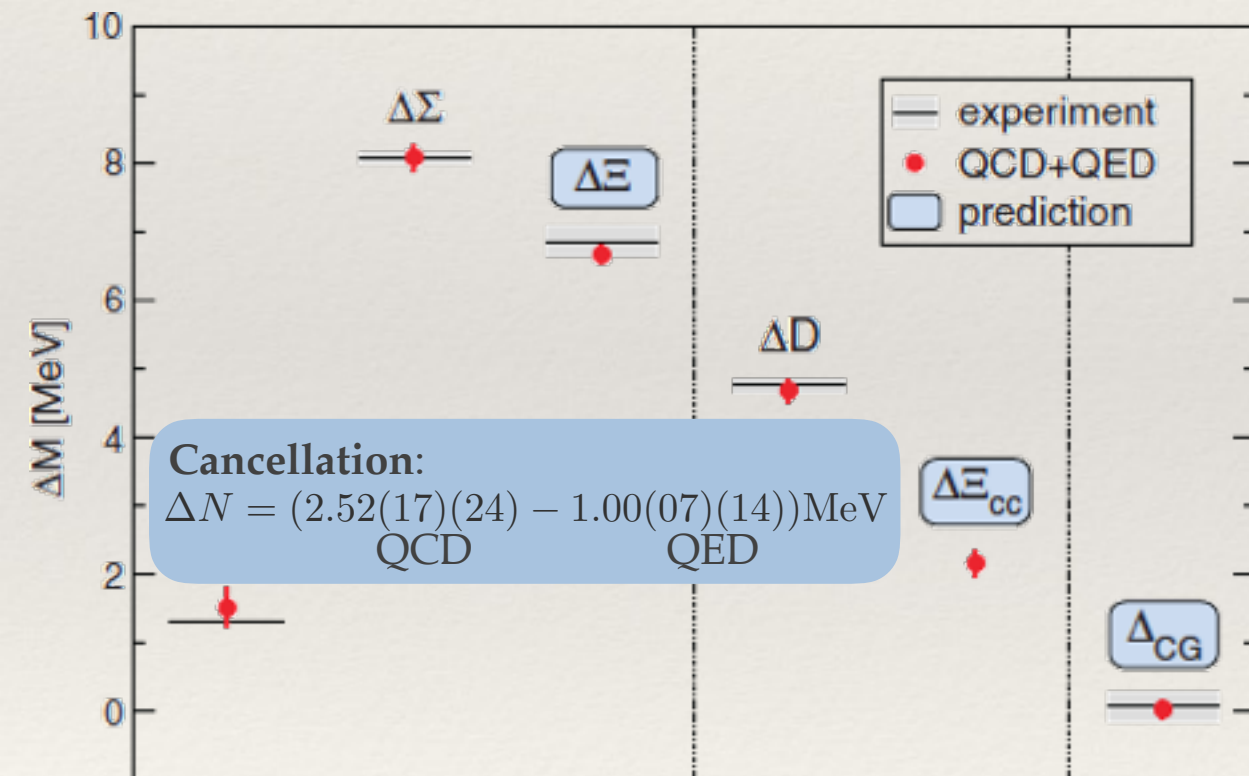 10
8
6
4
2
0
ΔM [MeV]
ΔΣ
ΔΞ
experiment
QCD+QED
prediction
ΔD
Cancellation:
ΔN = (2.52(17)(24) − 1.00(07)(14))MeV
QCD QED
ΔΞcc
ΔCG